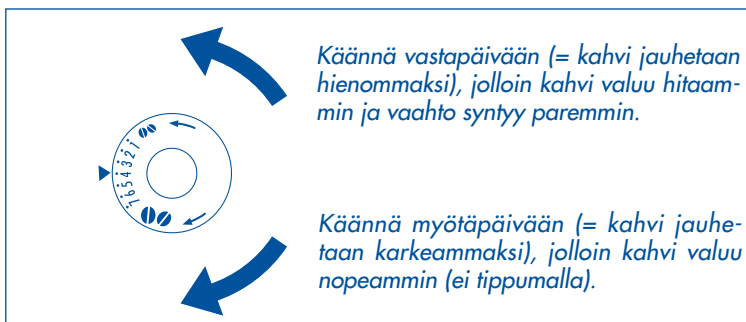 Käännä vastapäivään (= kahvi jauhetaan
hienommaksi), jolloin kahvi valuu hitaam-
min ja vaahto syntyy paremmin.
7654321
Käännä myötäpäivään (= kahvi jauhe-
taan karkeammaksi), jolloin kahvi valuu
nopeammin (ei tippumalla).